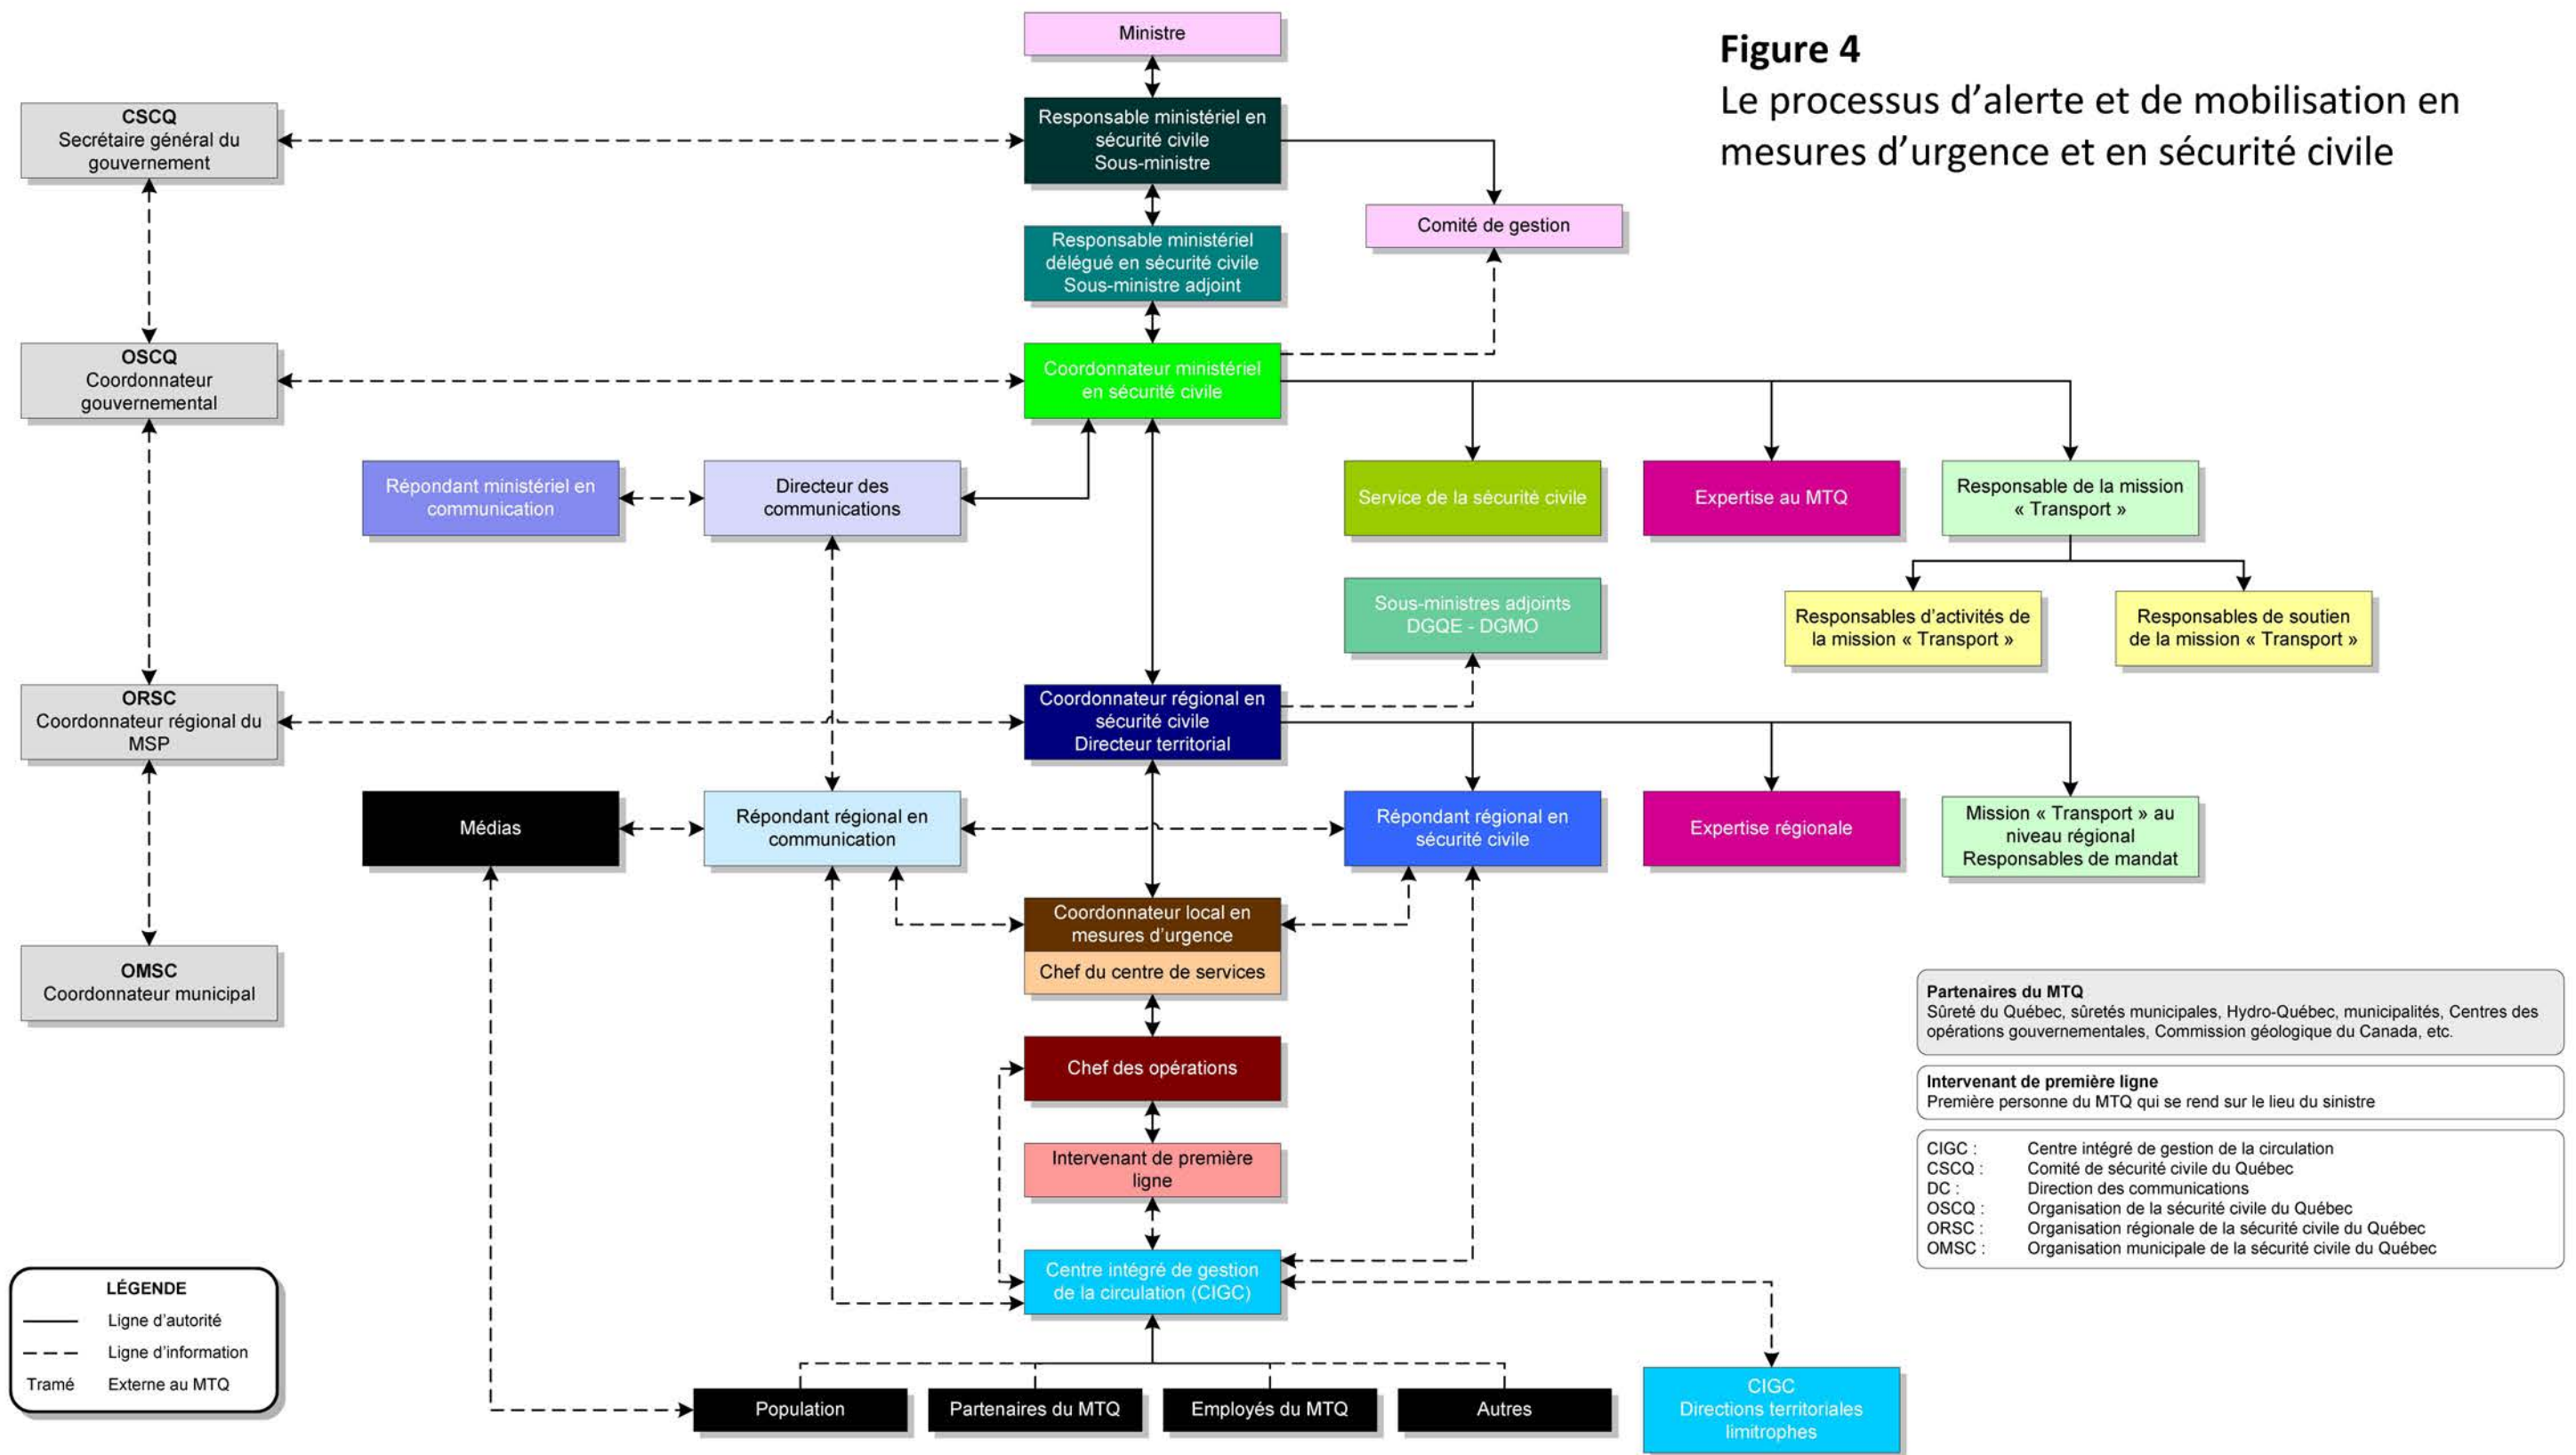 Figure 4
Le processus d’alerte et de mobilisation en
mesures d’urgence et en sécurité civile
Ministre
CSCQ
Secrétaire général du
gouvernement
Responsable ministériel en
sécurité civile
Sous-ministre
Comité de gestion
Responsable ministériel
délégué en sécurité civile
Sous-ministre adjoint
OSCQ
Coordonnateur
gouvernemental
Coordonnateur ministériel
en sécurité civile
Répondant ministériel en
communication
Directeur des
communications
Service de la sécurité civile
Expertise au MTQ
Responsable de la mission
« Transport »
Sous-ministres adjoints
DGQE - DGMO
Responsables d’activités de
la mission « Transport »
Responsables de soutien
de la mission « Transport »
ORSC
Coordonnateur régional du
MSP
Coordonnateur régional en
sécurité civile
Directeur territorial
Médias
Répondant régional en
communication
Répondant régional en
sécurité civile
Expertise régionale
Mission « Transport » au
niveau régional
Responsables de mandat
Coordonnateur local en
mesures d’urgence
Chef du centre de services
OMSC
Coordonnateur municipal
Chef des opérations
Intervenant de première
ligne
Centre intégré de gestion
de la circulation (CIGC)
Population
Partenaires du MTQ
Employés du MTQ
Autres
CIGC
Directions territoriales
limitrophes
Partenaires du MTQ
Sûreté du Québec, sûretés municipales, Hydro-Québec, municipalités, Centres des
opérations gouvernementales, Commission géologique du Canada, etc.
Intervenant de première ligne
Première personne du MTQ qui se rend sur le lieu du sinistre
CIGC : Centre intégré de gestion de la circulation
CSCQ : Comité de sécurité civile du Québec
DC : Direction des communications
OSCQ : Organisation de la sécurité civile du Québec
ORSC : Organisation régionale de la sécurité civile du Québec
OMSC : Organisation municipale de la sécurité civile du Québec
LÉGENDE
Ligne d’autorité
Ligne d’information
Tramé Externe au MTQ